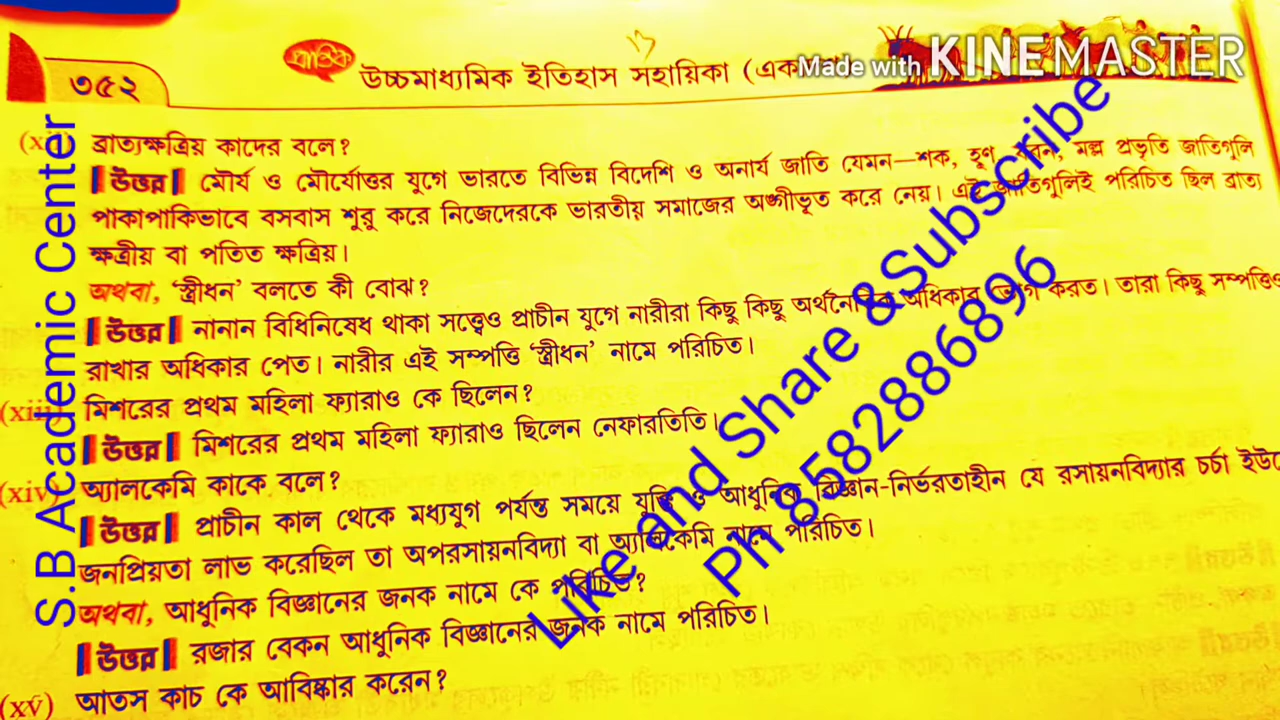 প্রান্তিক
৩৫২
উচ্চমাধ্যমিক ইতিহাস সহায়িকা (একা
Made with KINEMASTER
ব্রাত্যক্ষত্রিয় কাদের বলে?
উত্তর মৌর্য ও মৌর্যোত্তর যুগে ভারতে বিভিন্ন বিদেশি ও অনার্য জাতি যেমন—শক, হূণ, মল্ল প্রভৃতি জাতিগুলি
পাকাপাকিভাবে বসবাস শুরু করে নিজেদেরকে ভারতীয় সমাজের অঙ্গীভূত করে নেয়। এই জাতিগুলিই পরিচিত ছিল ব্রাত্য
ক্ষত্রীয় বা পতিত ক্ষত্রিয়।
অথবা, ‘স্ত্রীধন’ বলতে কী বোঝ?
উত্তর নানান বিধিনিষেধ থাকা সত্ত্বেও প্রাচীন যুগে নারীরা কিছু কিছু অর্থনৈতিক অধিকার ভোগ করত। তারা কিছু সম্পত্তিও
রাখার অধিকার পেত। নারীর এই সম্পত্তি ‘স্ত্রীধন’ নামে পরিচিত।
(xiii) মিশরের প্রথম মহিলা ফ্যারাও কে ছিলেন?
উত্তর মিশরের প্রথম মহিলা ফ্যারাও ছিলেন নেফারতিতি।
(xiv) অ্যালকেমি কাকে বলে?
উত্তর প্রাচীন কাল থেকে মধ্যযুগ পর্যন্ত সময়ে যুক্তি ও আধুনিক বিজ্ঞান-নির্ভরতাহীন যে রসায়নবিদ্যার চর্চা ইউরো
জনপ্রিয়তা লাভ করেছিল তা অপরসায়নবিদ্যা বা অ্যালকেমি নামে পরিচিত।
অথবা, আধুনিক বিজ্ঞানের জনক নামে কে পরিচিত?
উত্তর রজার বেকন আধুনিক বিজ্ঞানের জনক নামে পরিচিত।
(xv) আতস কাচ কে আবিষ্কার করেন?
S.B Academic Center
Like and Share &Subscribe
Ph 8582886896